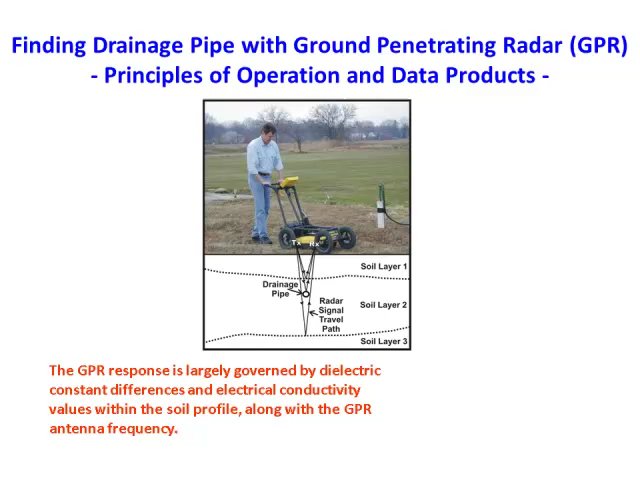 Finding Drainage Pipe with Ground Penetrating Radar (GPR)
- Principles of Operation and Data Products -
Tx Rx
Soil Layer 1
Drainage
Pipe
Radar
Signal
Travel
Path
Soil Layer 2
Soil Layer 3
The GPR response is largely governed by dielectric
constant differences and electrical conductivity
values within the soil profile, along with the GPR
antenna frequency.